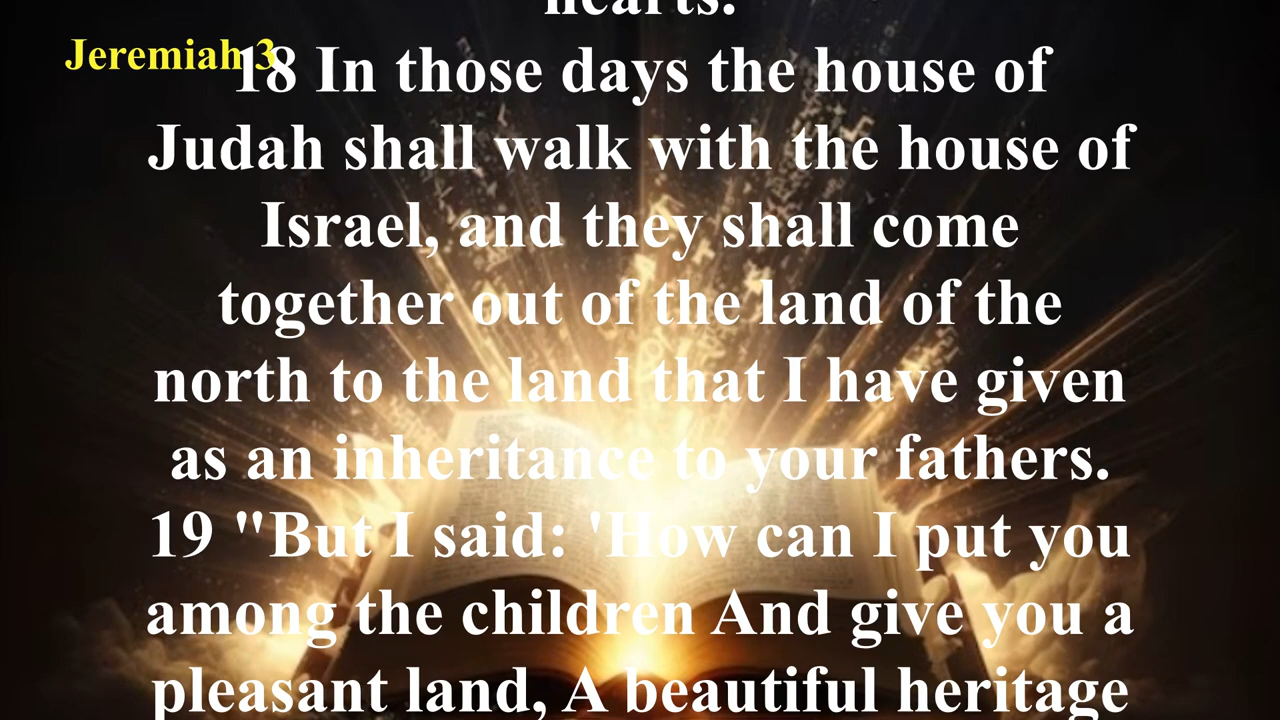 hearts.
Jeremiah 3
18 In those days the house of
Judah shall walk with the house of
Israel, and they shall come
together out of the land of the
north to the land that I have given
as an inheritance to your fathers.
19 "But I said: 'How can I put you
among the children And give you a
pleasant land, A beautiful heritage